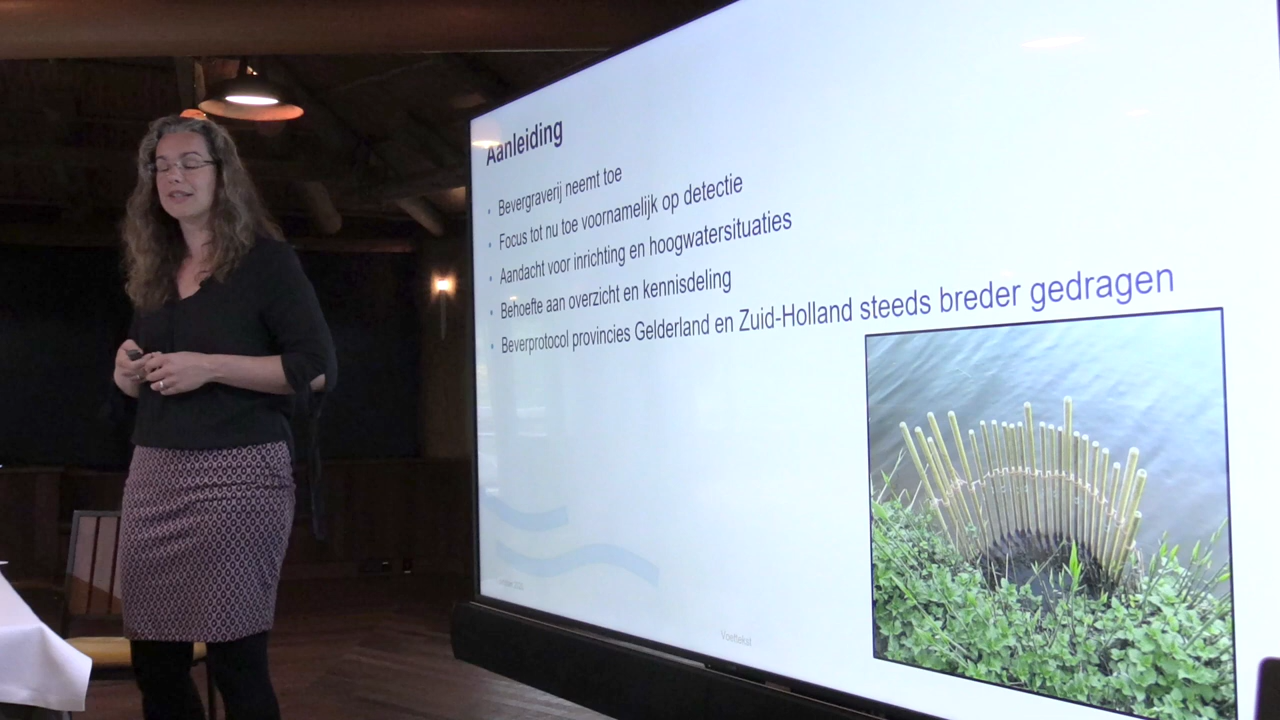 Aanleiding
Bevergraverij neemt toe
Focus tot nu toe voornamelijk op detectie
Aandacht voor inrichting en hoogwatersituaties
Behoefte aan overzicht en kennisdeling
Beverprotocol provincies Gelderland en Zuid-Holland steeds breder gedragen
Voettekst